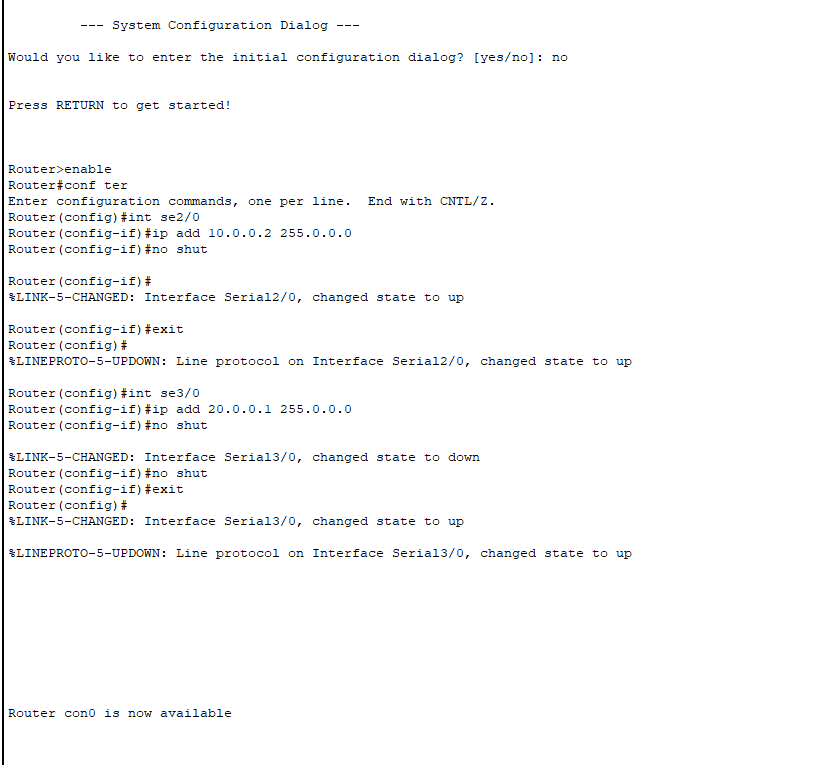 --- System Configuration Dialog ---
Would you like to enter the initial configuration dialog? [yes/no]: no
Press RETURN to get started!
Router>enable
Router#conf ter
Enter configuration commands, one per line.  End with CNTL/Z.
Router(config)#int se2/0
Router(config-if)#ip add 10.0.0.2 255.0.0.0
Router(config-if)#no shut
Router(config-if)#
%LINK-5-CHANGED: Interface Serial2/0, changed state to up
Router(config-if)#exit
Router(config)#
%LINEPROTO-5-UPDOWN: Line protocol on Interface Serial2/0, changed state to up
Router(config)#int se3/0
Router(config-if)#ip add 20.0.0.1 255.0.0.0
Router(config-if)#no shut
%LINK-5-CHANGED: Interface Serial3/0, changed state to down
Router(config-if)#no shut
Router(config-if)#exit
Router(config)#
%LINK-5-CHANGED: Interface Serial3/0, changed state to up
%LINEPROTO-5-UPDOWN: Line protocol on Interface Serial3/0, changed state to up
Router con0 is now available